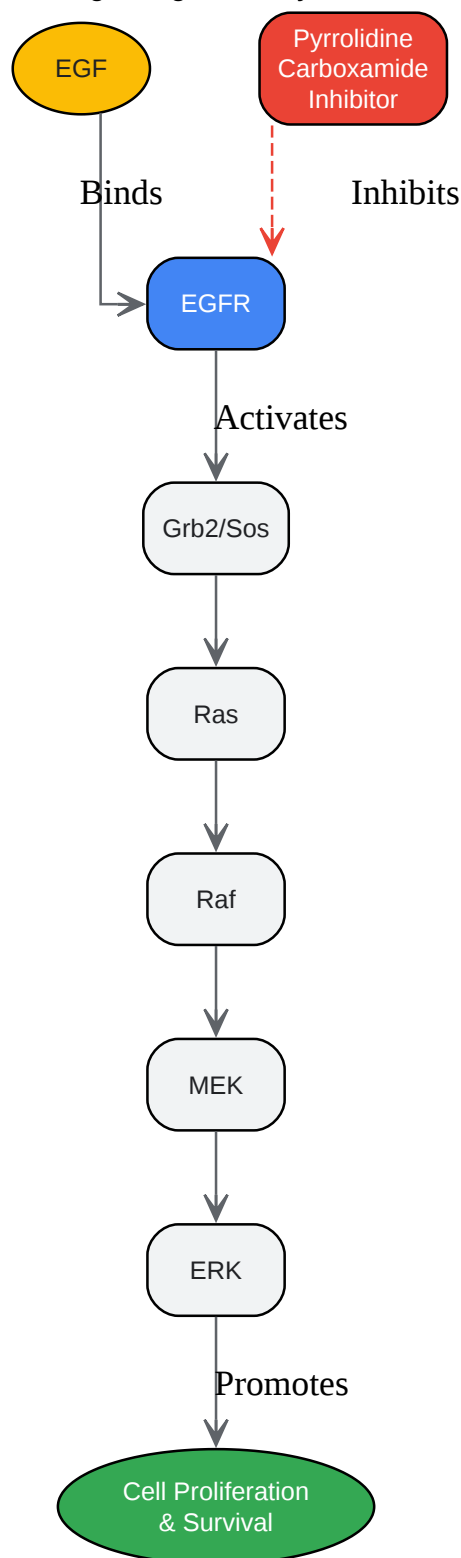 EGF
Pyrrolidine
Carboxamide
Inhibitor
Binds
Inhibits
EGFR
Activates
Grb2/Sos
Ras
Raf
MEK
ERK
Promotes
Cell Proliferation
& Survival